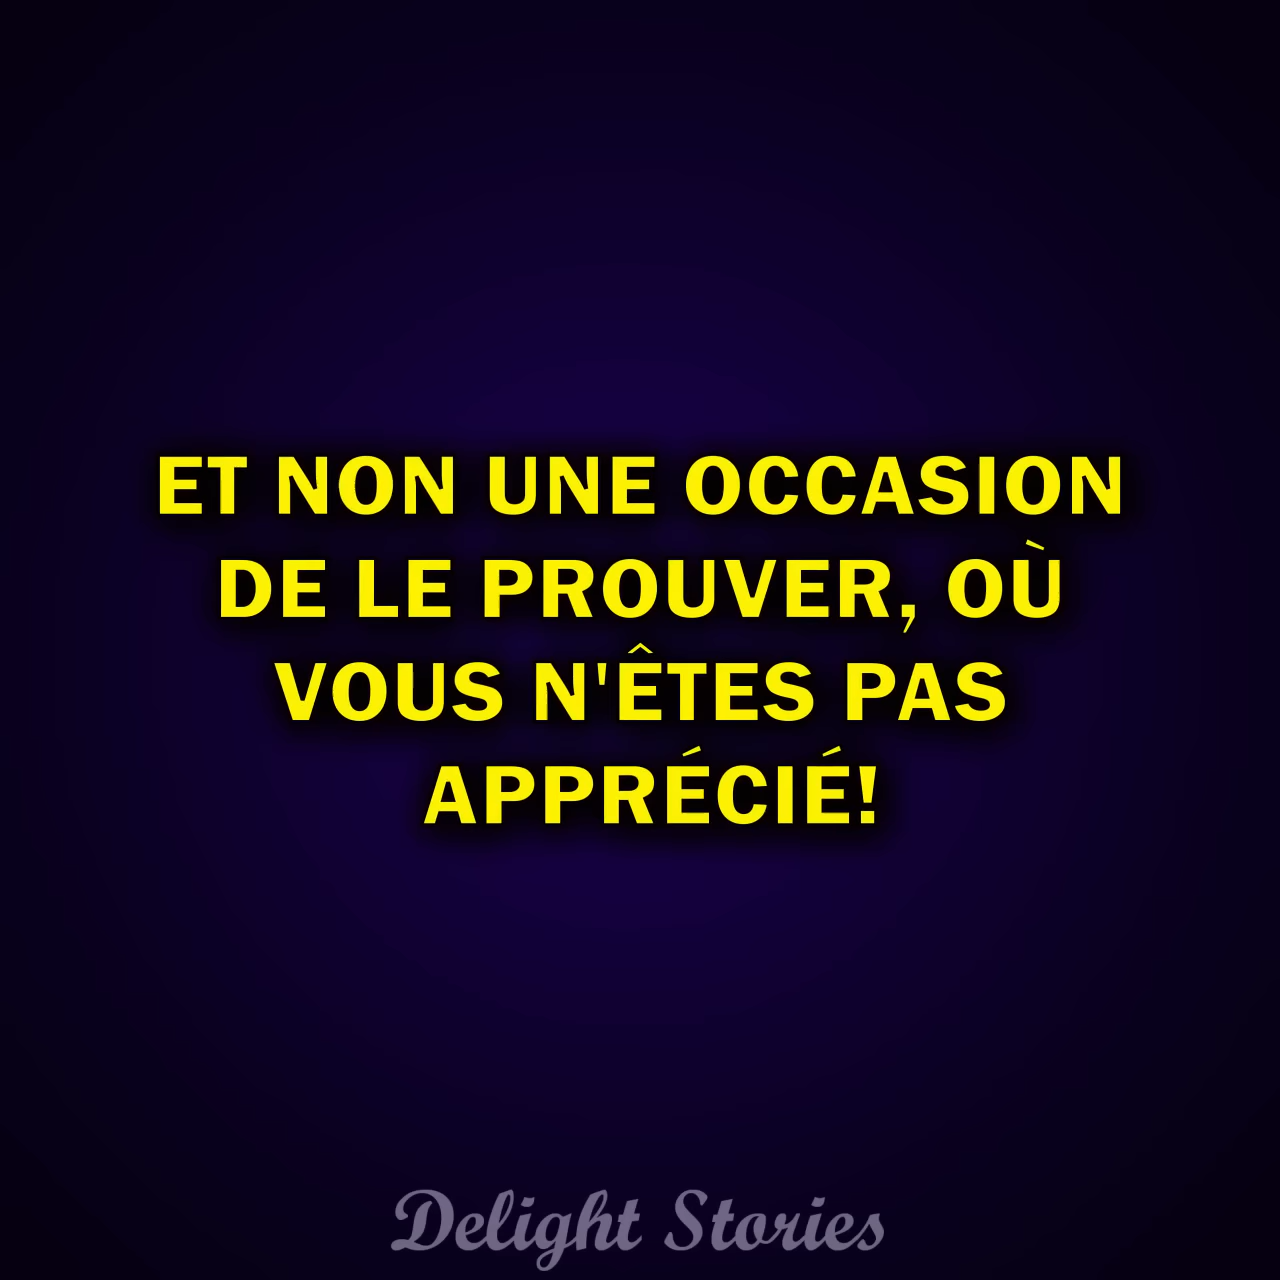 ET NON UNE OCCASION
DE LE PROUVER, OÙ
VOUS N'ÊTES PAS
APPRÉCIÉ!
Delight Stories